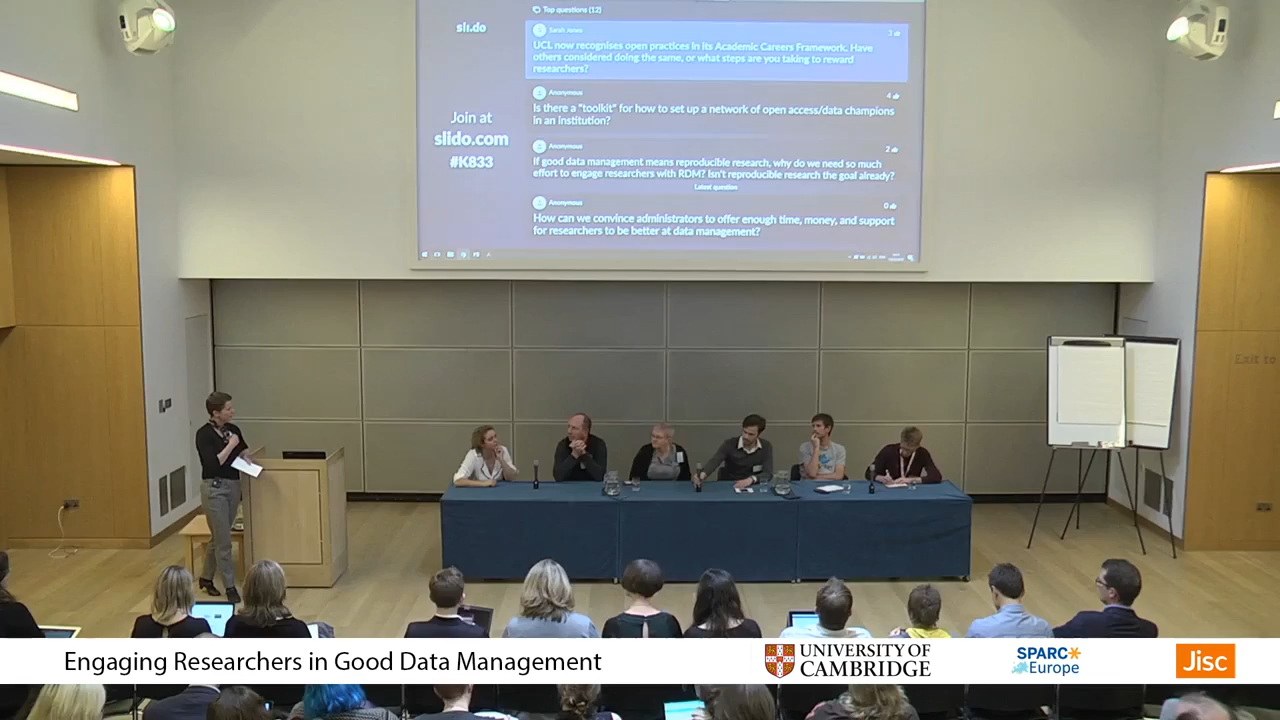 Top questions (12)
sli.do
Sarah Jones
3
UCL now recognises open practices in its Academic Careers Framework. Have
others considered doing the same, or what steps are you taking to reward
researchers?
Anonymous
4
Is there a "toolkit" for how to set up a network of open access/data champions
in an institution?
Join at
slido.com
#K833
Anonymous
2
If good data management means reproducible research, why do we need so much
effort to engage researchers with RDM? Isn't reproducible research the goal already?
Latest question
Anonymous
0
How can we convince administrators to offer enough time, money, and support
for researchers to be better at data management?
Exit to
Engaging Researchers in Good Data Management
UNIVERSITY OF
CAMBRIDGE
SPARC
Europe
Jisc